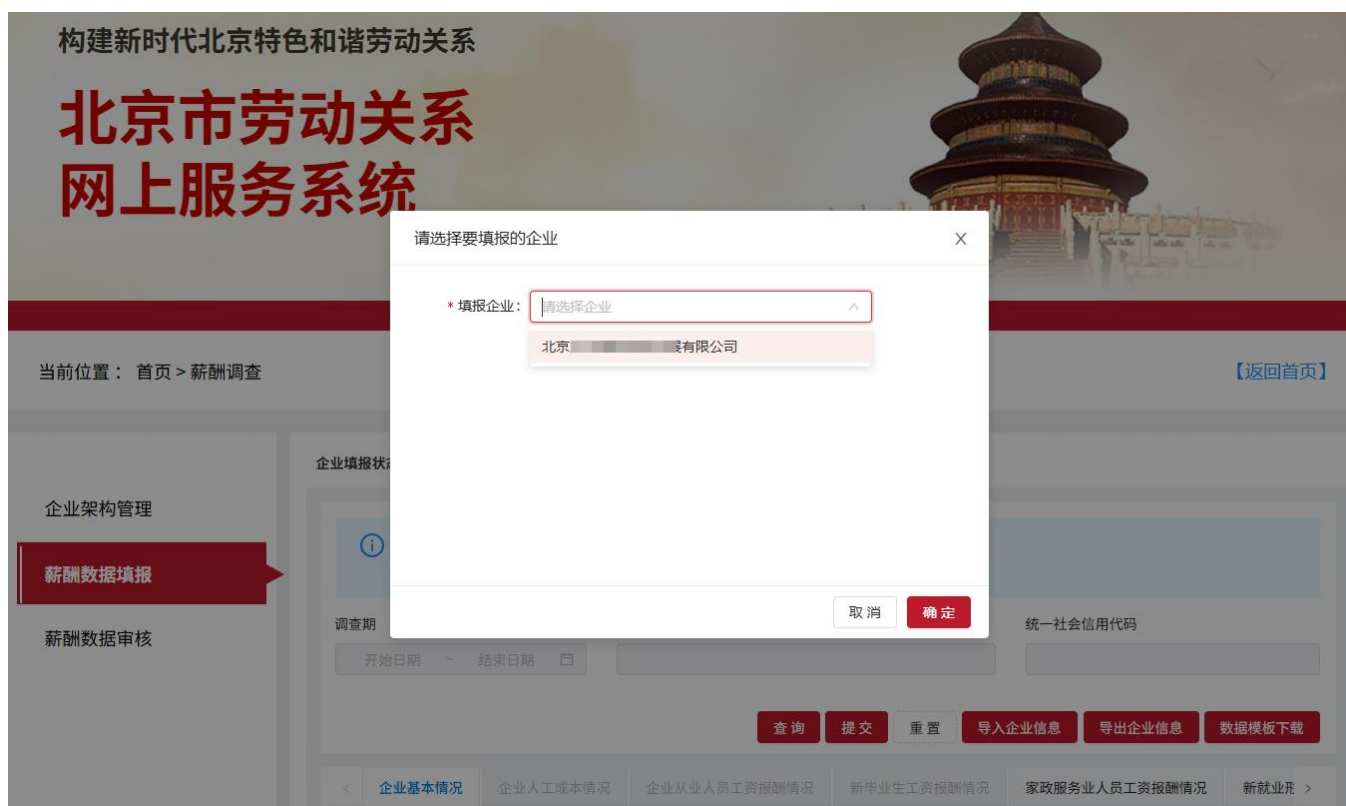 构建新时代北京特色和谐劳动关系
北京市劳动关系
网上服务系统
请选择要填报的企业 X
* 填报企业： 请选择企业
北京 展有限公司
当前位置： 首页 > 薪酬调查 【返回首页】
企业填报状
企业架构管理
薪酬数据填报
薪酬数据审核
取消 确定
调查期 统一社会信用代码
开始日期 ~ 结束日期
查询 提交 重置 导入企业信息 导出企业信息 数据模板下载
< 企业基本情况 企业人工成本情况 企业从业人员工资报酬情况 新毕业生工资报酬情况 家政服务业人员工资报酬情况 新就业形 >